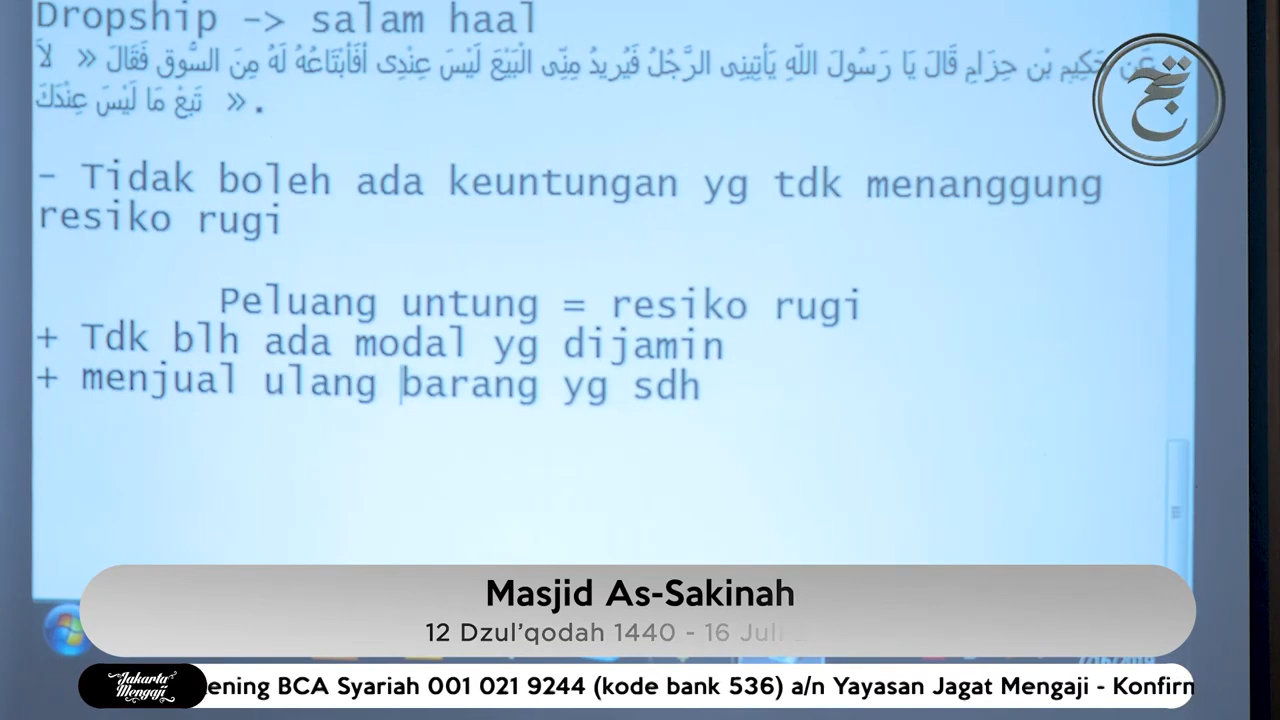 Dropship -> salam haal
عَنْ حَكِيمِ بْنِ حِزَامٍ قَالَ يَا رَسُولَ اللَّهِ يَأْتِينِى الرَّجُلُ فَيُرِيدُ مِنِّى الْبَيْعَ لَيْسَ عِنْدِى أَفَأَبْتَاعُهُ لَهُ مِنَ السُّوقِ فَقَالَ « لاَ
تَبِعْ مَا لَيْسَ عِنْدَكَ » .
- Tidak boleh ada keuntungan yg tdk menanggung
resiko rugi
Peluang untung = resiko rugi
+ Tdk blh ada modal yg dijamin
+ menjual ulang barang yg sdh
Masjid As-Sakinah
12 Dzul'qodah 1440 - 16 Juli
Jakarta
Mengaji
ening BCA Syariah 001 021 9244 (kode bank 536) a/n Yayasan Jagat Mengaji - Konfirm